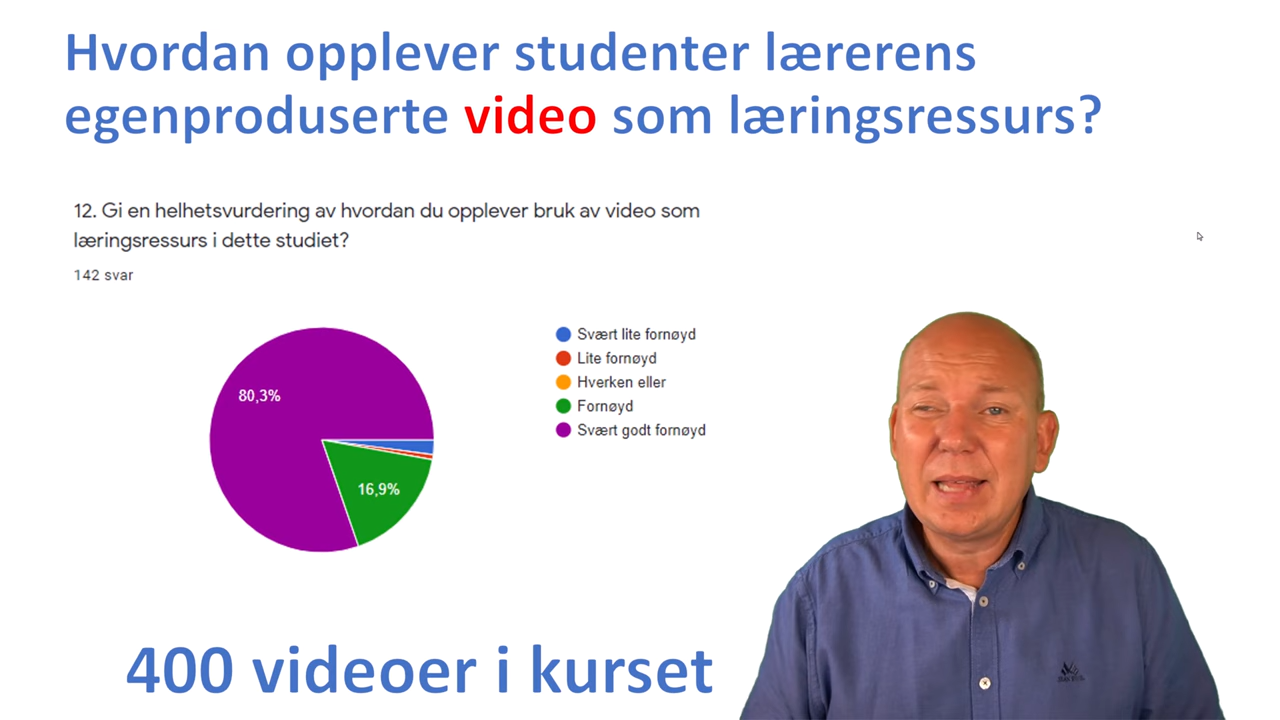 Hvordan opplever studenter lærerens
egenproduserte video som læringsressurs?
12. Gi en helhetsvurdering av hvordan du opplever bruk av video som
læringsressurs i dette studiet?
142 svar
80,3%
16,9%
Svært lite fornøyd
Lite fornøyd
Hverken eller
Fornøyd
Svært godt fornøyd
400 videoer i kurset